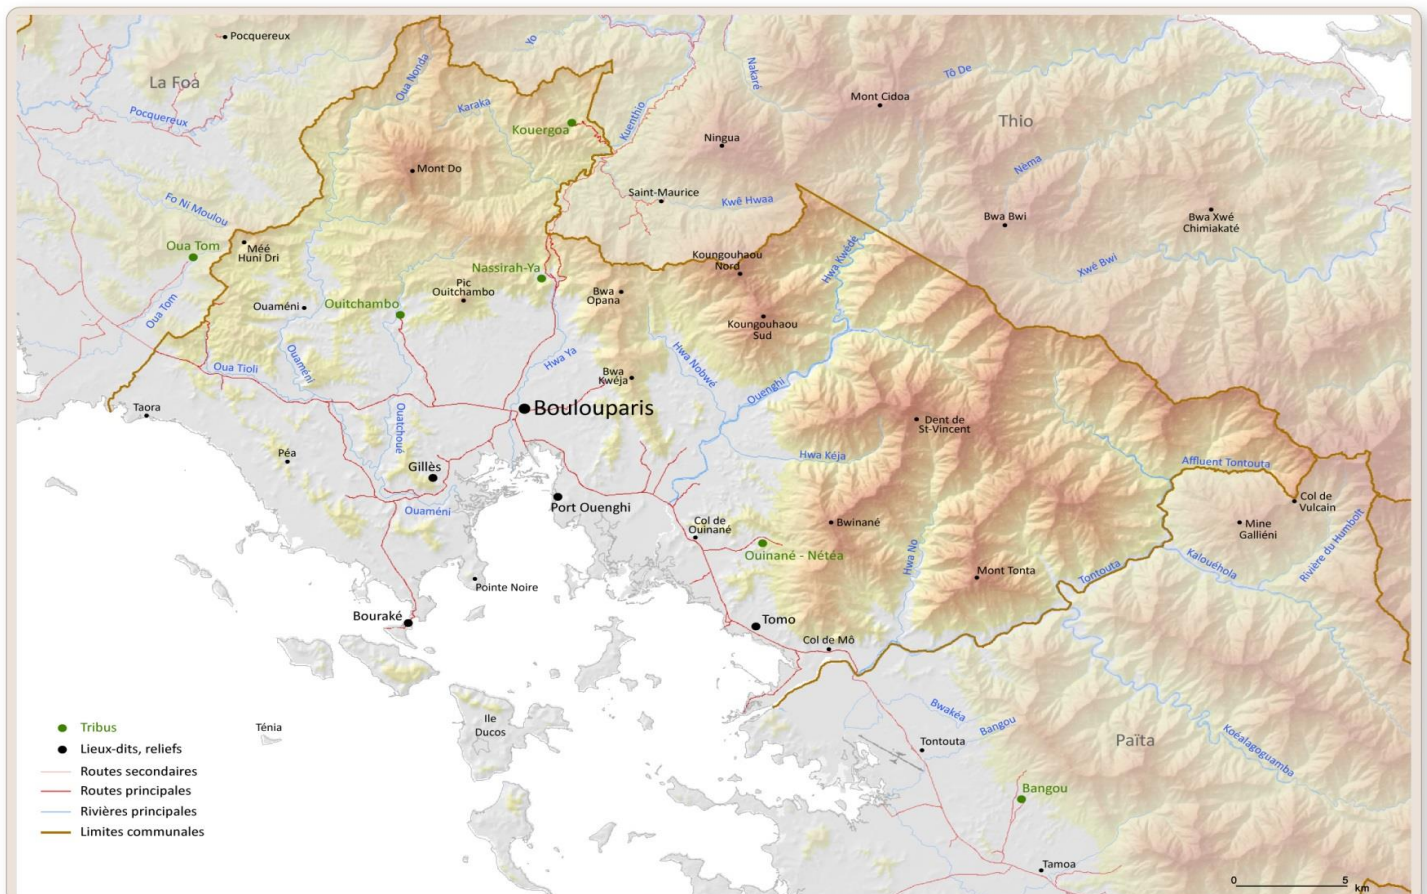 Pocquereux
Yo
La Foa
Oua Nonda
Nakaré
Tô De
Mont Cidoa
Karaka
Pocquereux
Kuenthio
Thio
Kouergoa
Ningua
Mont Do
Nëma
Saint-Maurice
Kwê Hwaa
Fo Ni Moulou
Bwa Bwi
Bwa Xwé
Chimiakaté
Oua Tom
Méé
Huni Dri
Koungouhaou
Nord
Hwa Kwéde
Xwê Bwi
Nassirah-Ya
Pic
Ouitchambo
Bwa
Opana
Ouaméni
Ouitchambo
Oua Tom
Koungouhaou
Sud
Oua Tioli
Ouaméni
Hwa Ya
Hwa Nobwé
Bwa
Kwéja
Ouenghi
Taora
Ouatchoué
Boulouparis
Dent de
St-Vincent
Péa
Gillès
Hwa Kéja
Affluent Tontouta
Ouaméni
Port Ouenghi
Col de
Vulcain
Col de
Ouinané
Bwinané
Mine
Galliéni
Rivière du Humbolt
Ouinané - Nétéa
Hwa No
Mont Tonta
Tontouta
Kalouéhola
Pointe Noire
Bouraké
Tomo
Col de Mô
Bwakéa
Bangou
Tontouta
Païta
Koéalagoguamba
Ile
Ducos
Ténia
Bangou
Tamoa
Tribus
Lieux-dits, reliefs
Routes secondaires
Routes principales
Rivières principales
Limites communales
0 5
km